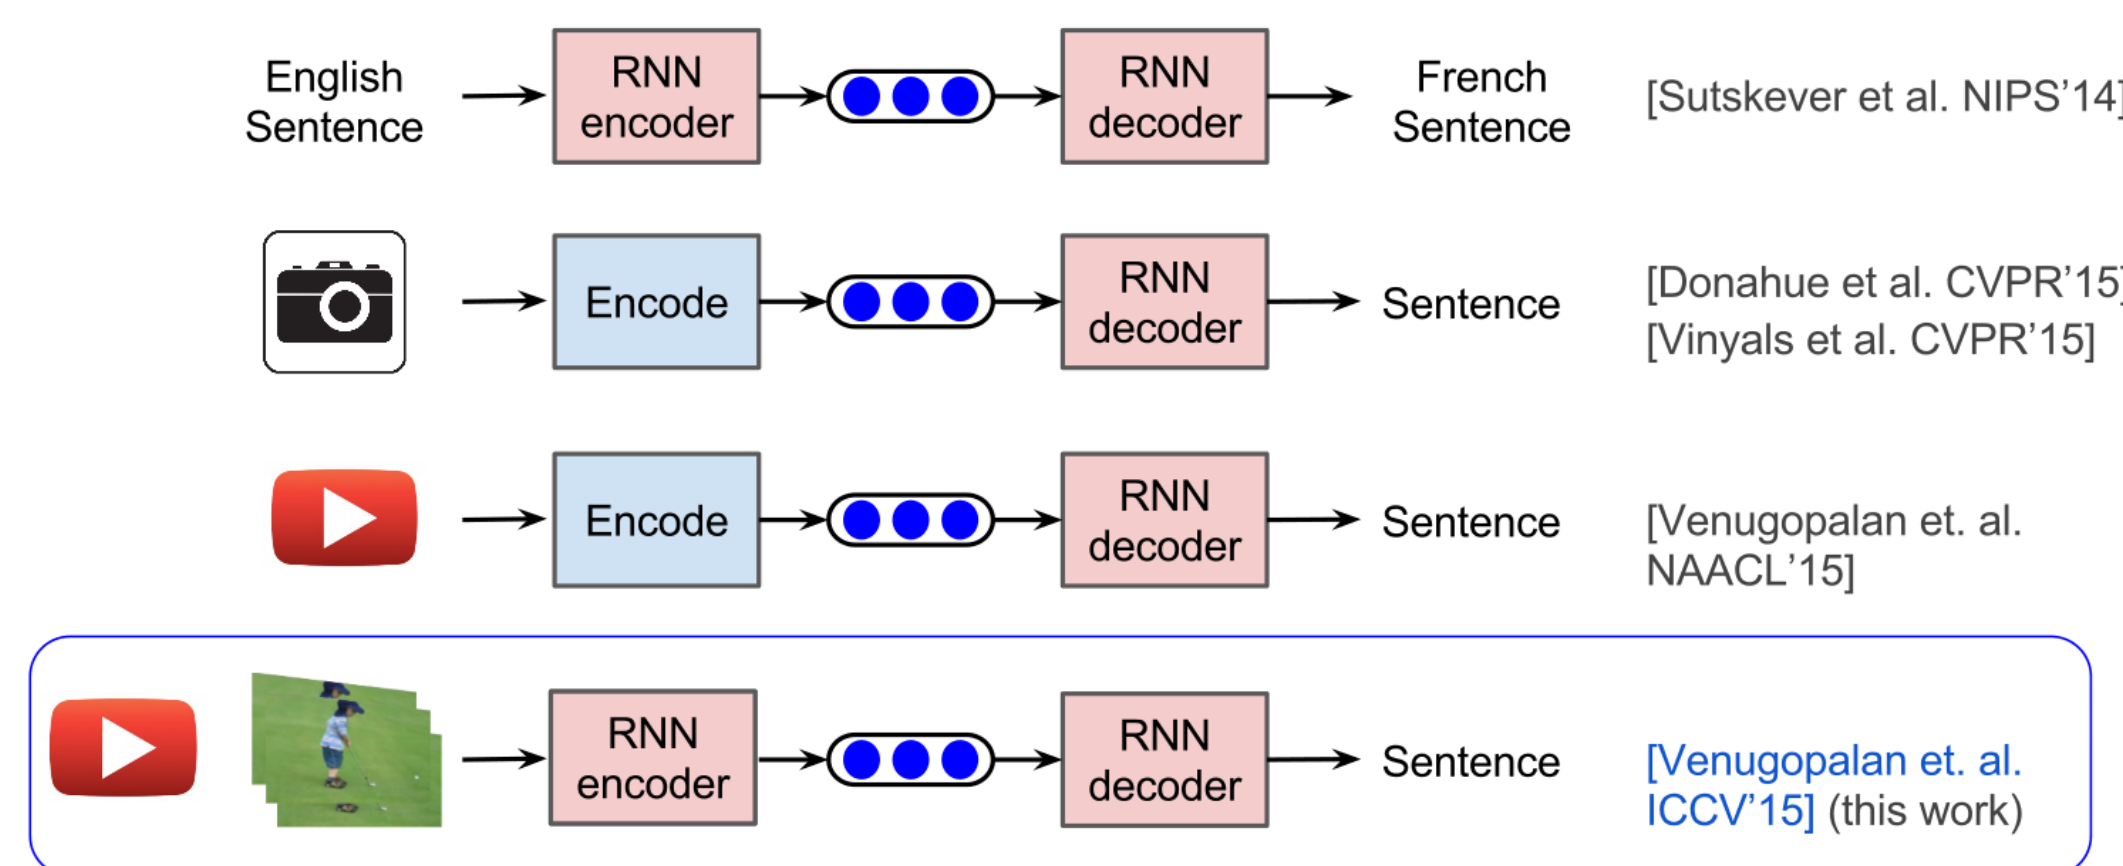 English
Sentence
RNN
encoder
RNN
decoder
French
Sentence
[Sutskever et al. NIPS’14]
Encode
RNN
decoder
Sentence
[Donahue et al. CVPR’15]
[Vinyals et al. CVPR’15]
Encode
RNN
decoder
Sentence
[Venugopalan et. al.
NAACL’15]
RNN
encoder
RNN
decoder
Sentence
[Venugopalan et. al.
ICCV’15] (this work)